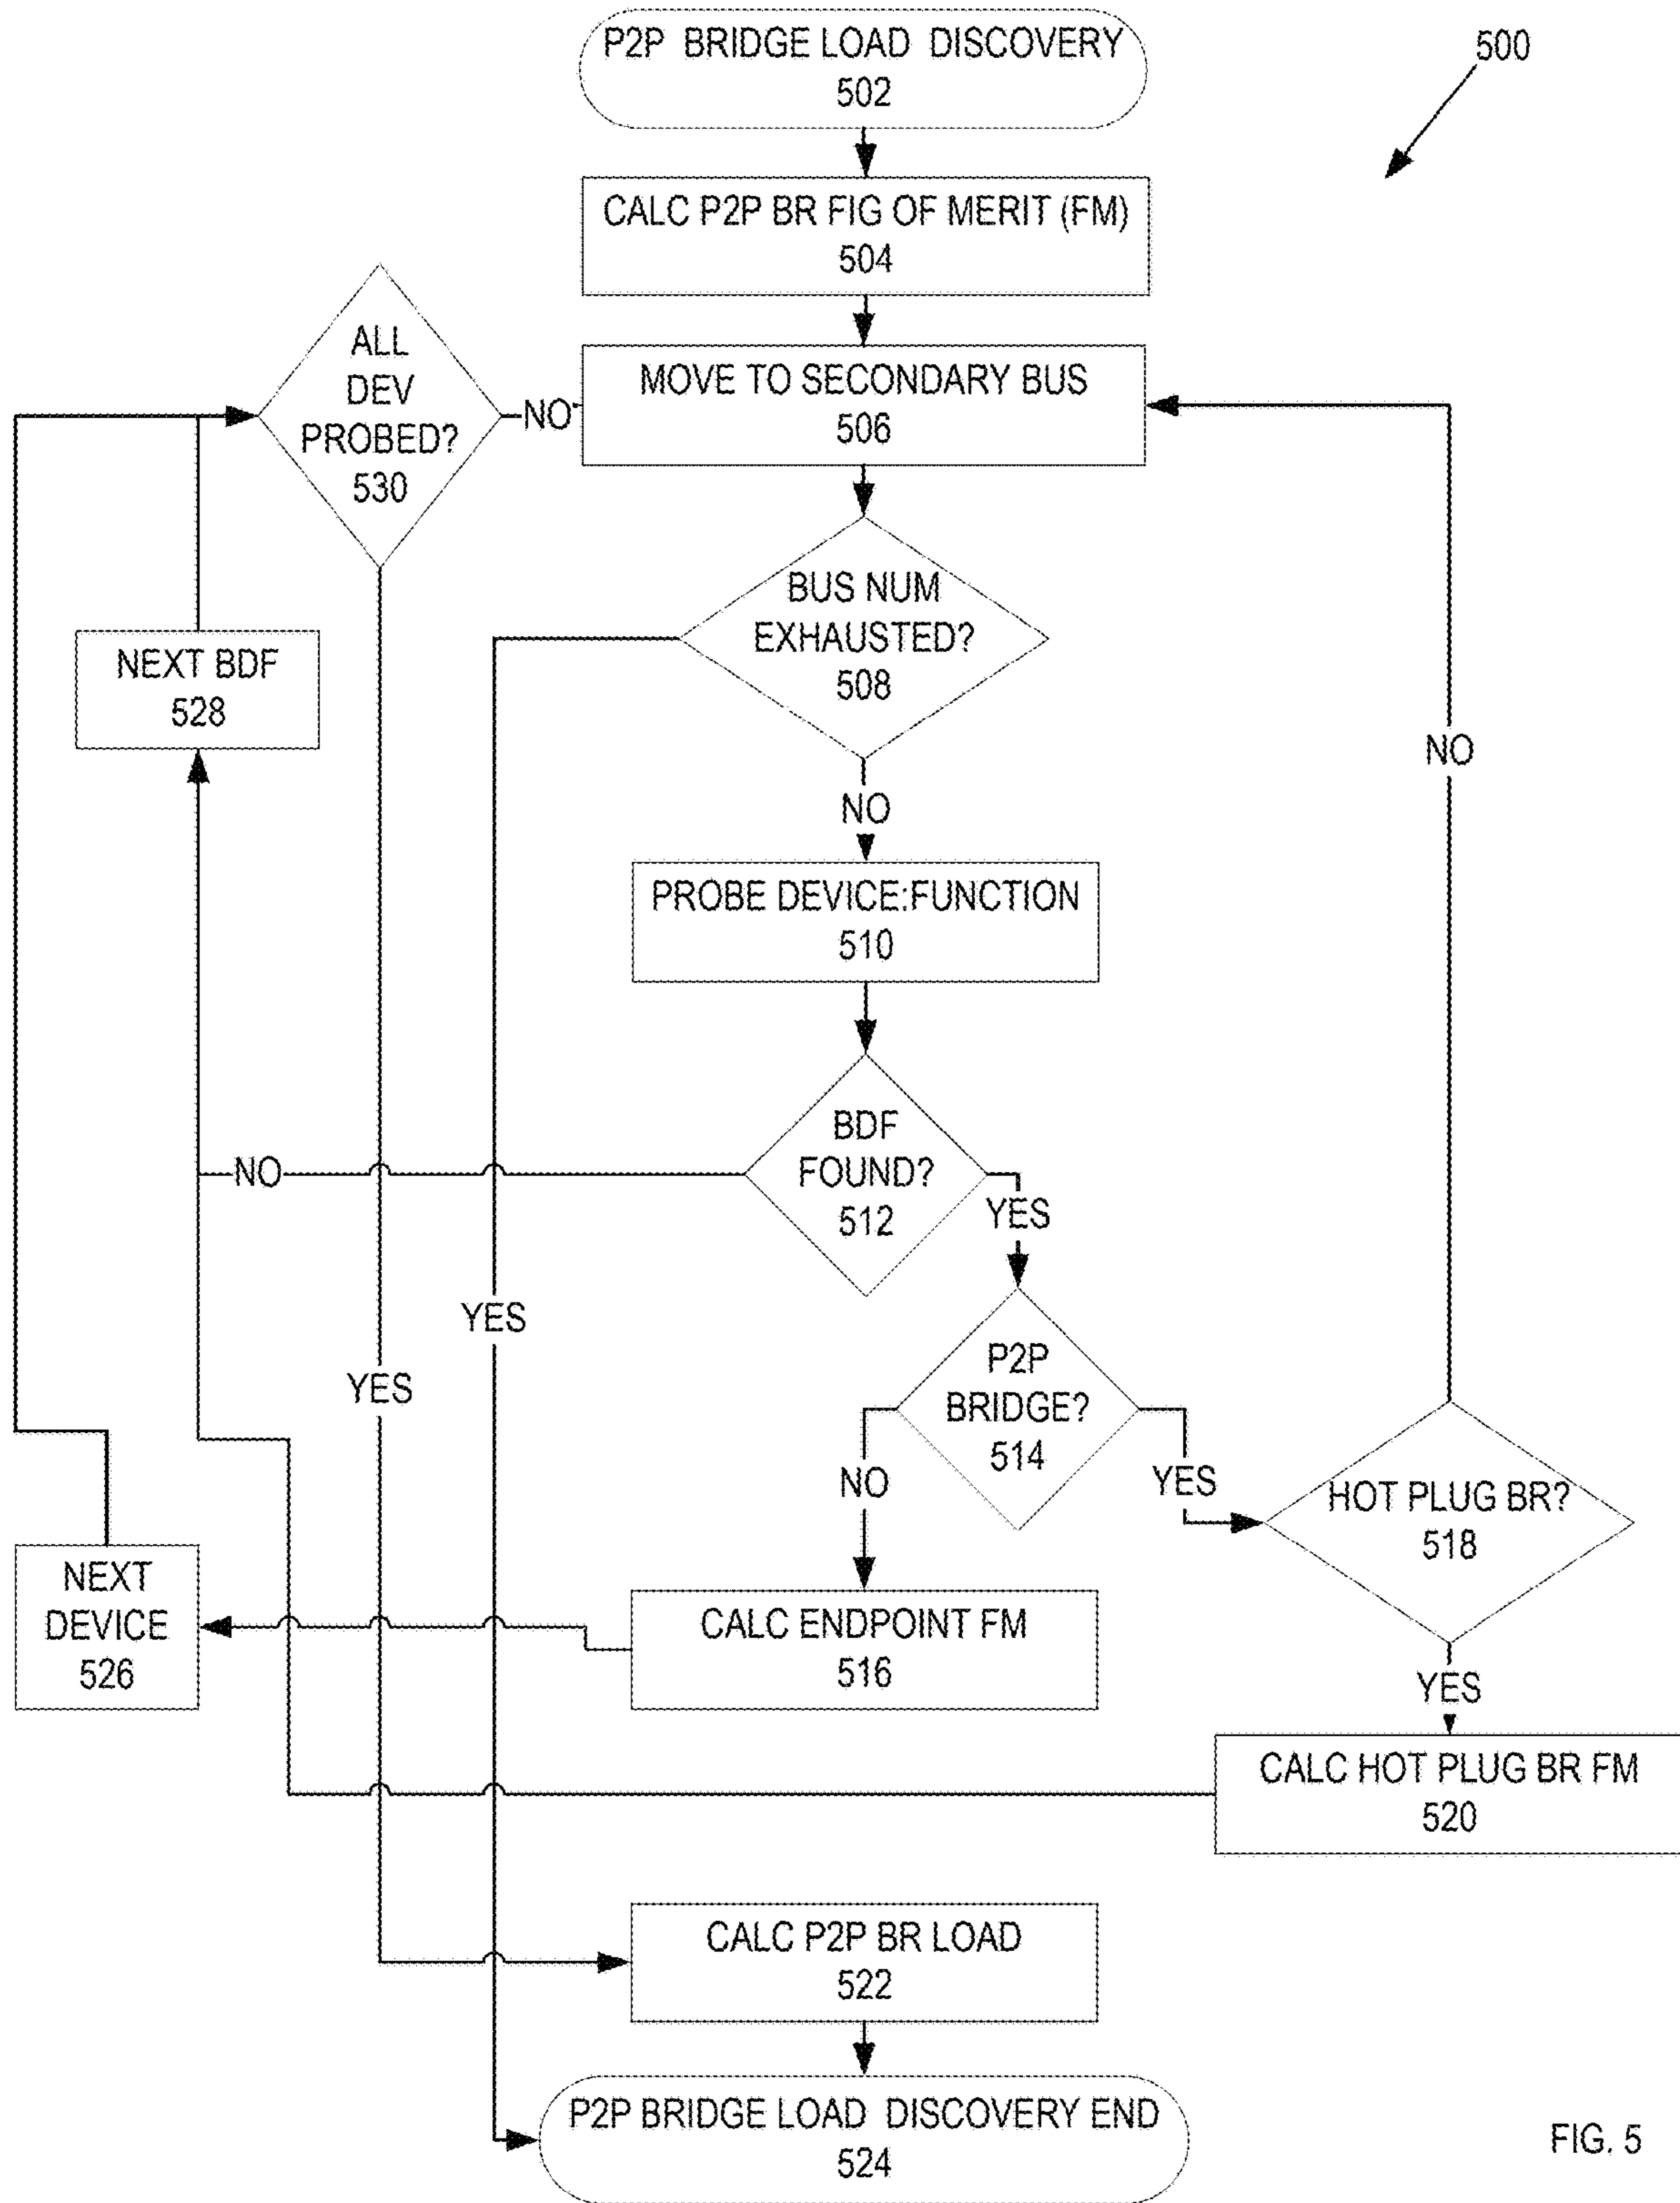 P2P BRIDGE LOAD DISCOVERY
502
500
CALC P2P BR FIG OF MERIT (FM)
504
ALL
DEV
PROBED?
530
NO
MOVE TO SECONDARY BUS
506
BUS NUM
EXHAUSTED?
508
NEXT BDF
528
NO
NO
PROBE DEVICE:FUNCTION
510
BDF
FOUND?
512
NO
YES
YES
P2P
BRIDGE?
514
YES
NO
YES
HOT PLUG BR?
518
NEXT
DEVICE
526
CALC ENDPOINT FM
516
YES
CALC HOT PLUG BR FM
520
CALC P2P BR LOAD
522
P2P BRIDGE LOAD DISCOVERY END
524
FIG. 5